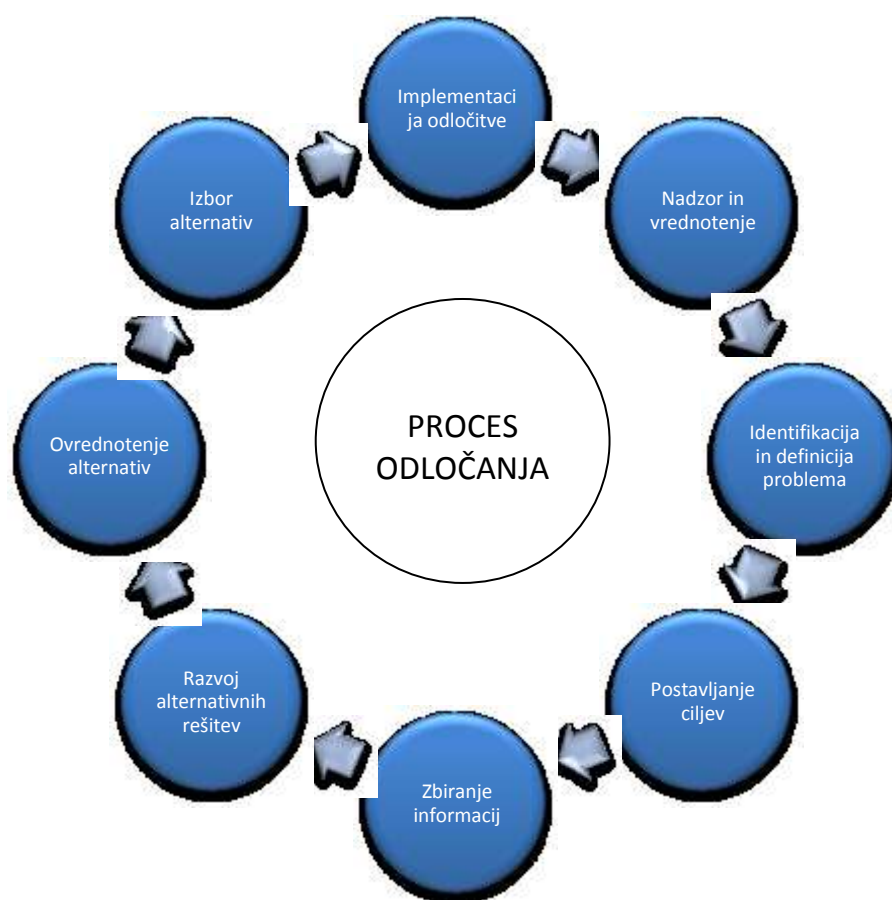 Implementaci
ja odločitve
Nadzor in
vrednotenje
Identifikacija
in definicija
problema
Postavljanje
ciljev
Zbiranje
informacij
Razvoj
alternativnih
rešitev
Ovrednotenje
alternativ
Izbor
alternativ
PROCES
ODLOČANJA